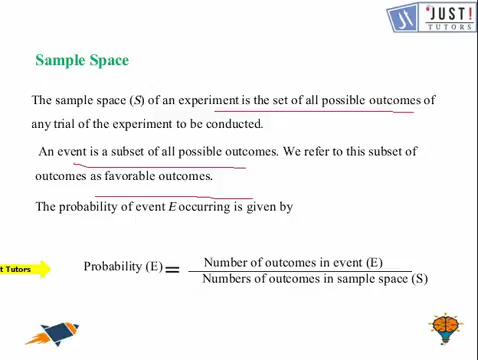 "JUST!
TUTORS
Sample Space
The sample space (S) of an experiment is the set of all possible outcomes of
any trial of the experiment to be conducted.
An event is a subset of all possible outcomes. We refer to this subset of
outcomes as favorable outcomes.
The probability of event E occurring is given by
t Tutors
Probability (E) = Number of outcomes in event (E)
Numbers of outcomes in sample space (S)